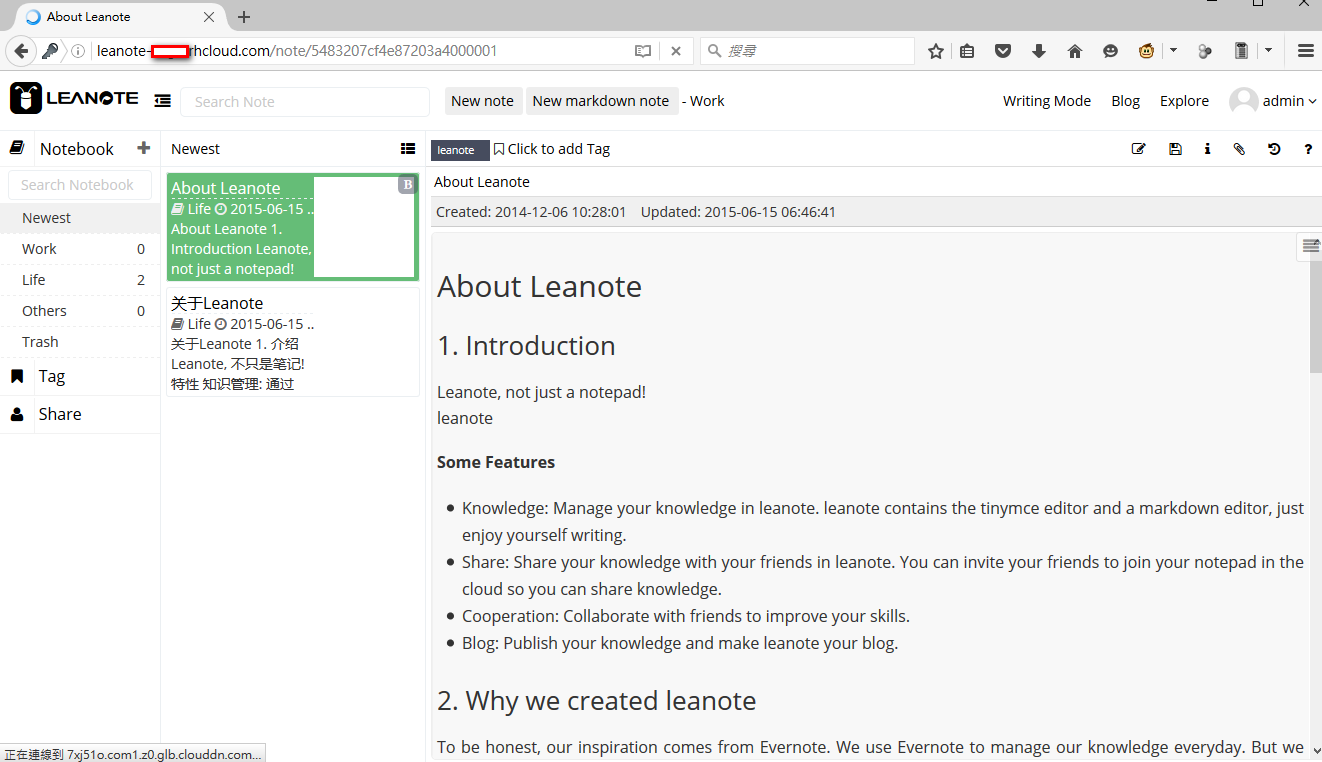 About Leanote
leanote-
rhcloud.com/note/5483207cf4e87203a4000001
搜尋
LEANOTE
Search Note
New note
New markdown note
- Work
Writing Mode
Blog
Explore
admin
Notebook
Search Notebook
Newest
Work 0
Life 2
Others 0
Trash
Tag
Share
Newest
About Leanote
B
Life 2015-06-15 ..
About Leanote 1.
Introduction Leanote,
not just a notepad!
关于Leanote
Life 2015-06-15 ..
关于Leanote 1. 介绍
Leanote, 不只是笔记!
特性 知识管理: 通过
leanote
Click to add Tag
About Leanote
Created: 2014-12-06 10:28:01 Updated: 2015-06-15 06:46:41
About Leanote
1. Introduction
Leanote, not just a notepad!
leanote
Some Features
Knowledge: Manage your knowledge in leanote. leanote contains the tinymce editor and a markdown editor, just
enjoy yourself writing.
Share: Share your knowledge with your friends in leanote. You can invite your friends to join your notepad in the
cloud so you can share knowledge.
Cooperation: Collaborate with friends to improve your skills.
Blog: Publish your knowledge and make leanote your blog.
2. Why we created leanote
To be honest, our inspiration comes from Evernote. We use Evernote to manage our knowledge everyday. But we
正在連線到 7xj51o.com1.z0.glb.clouddn.com...